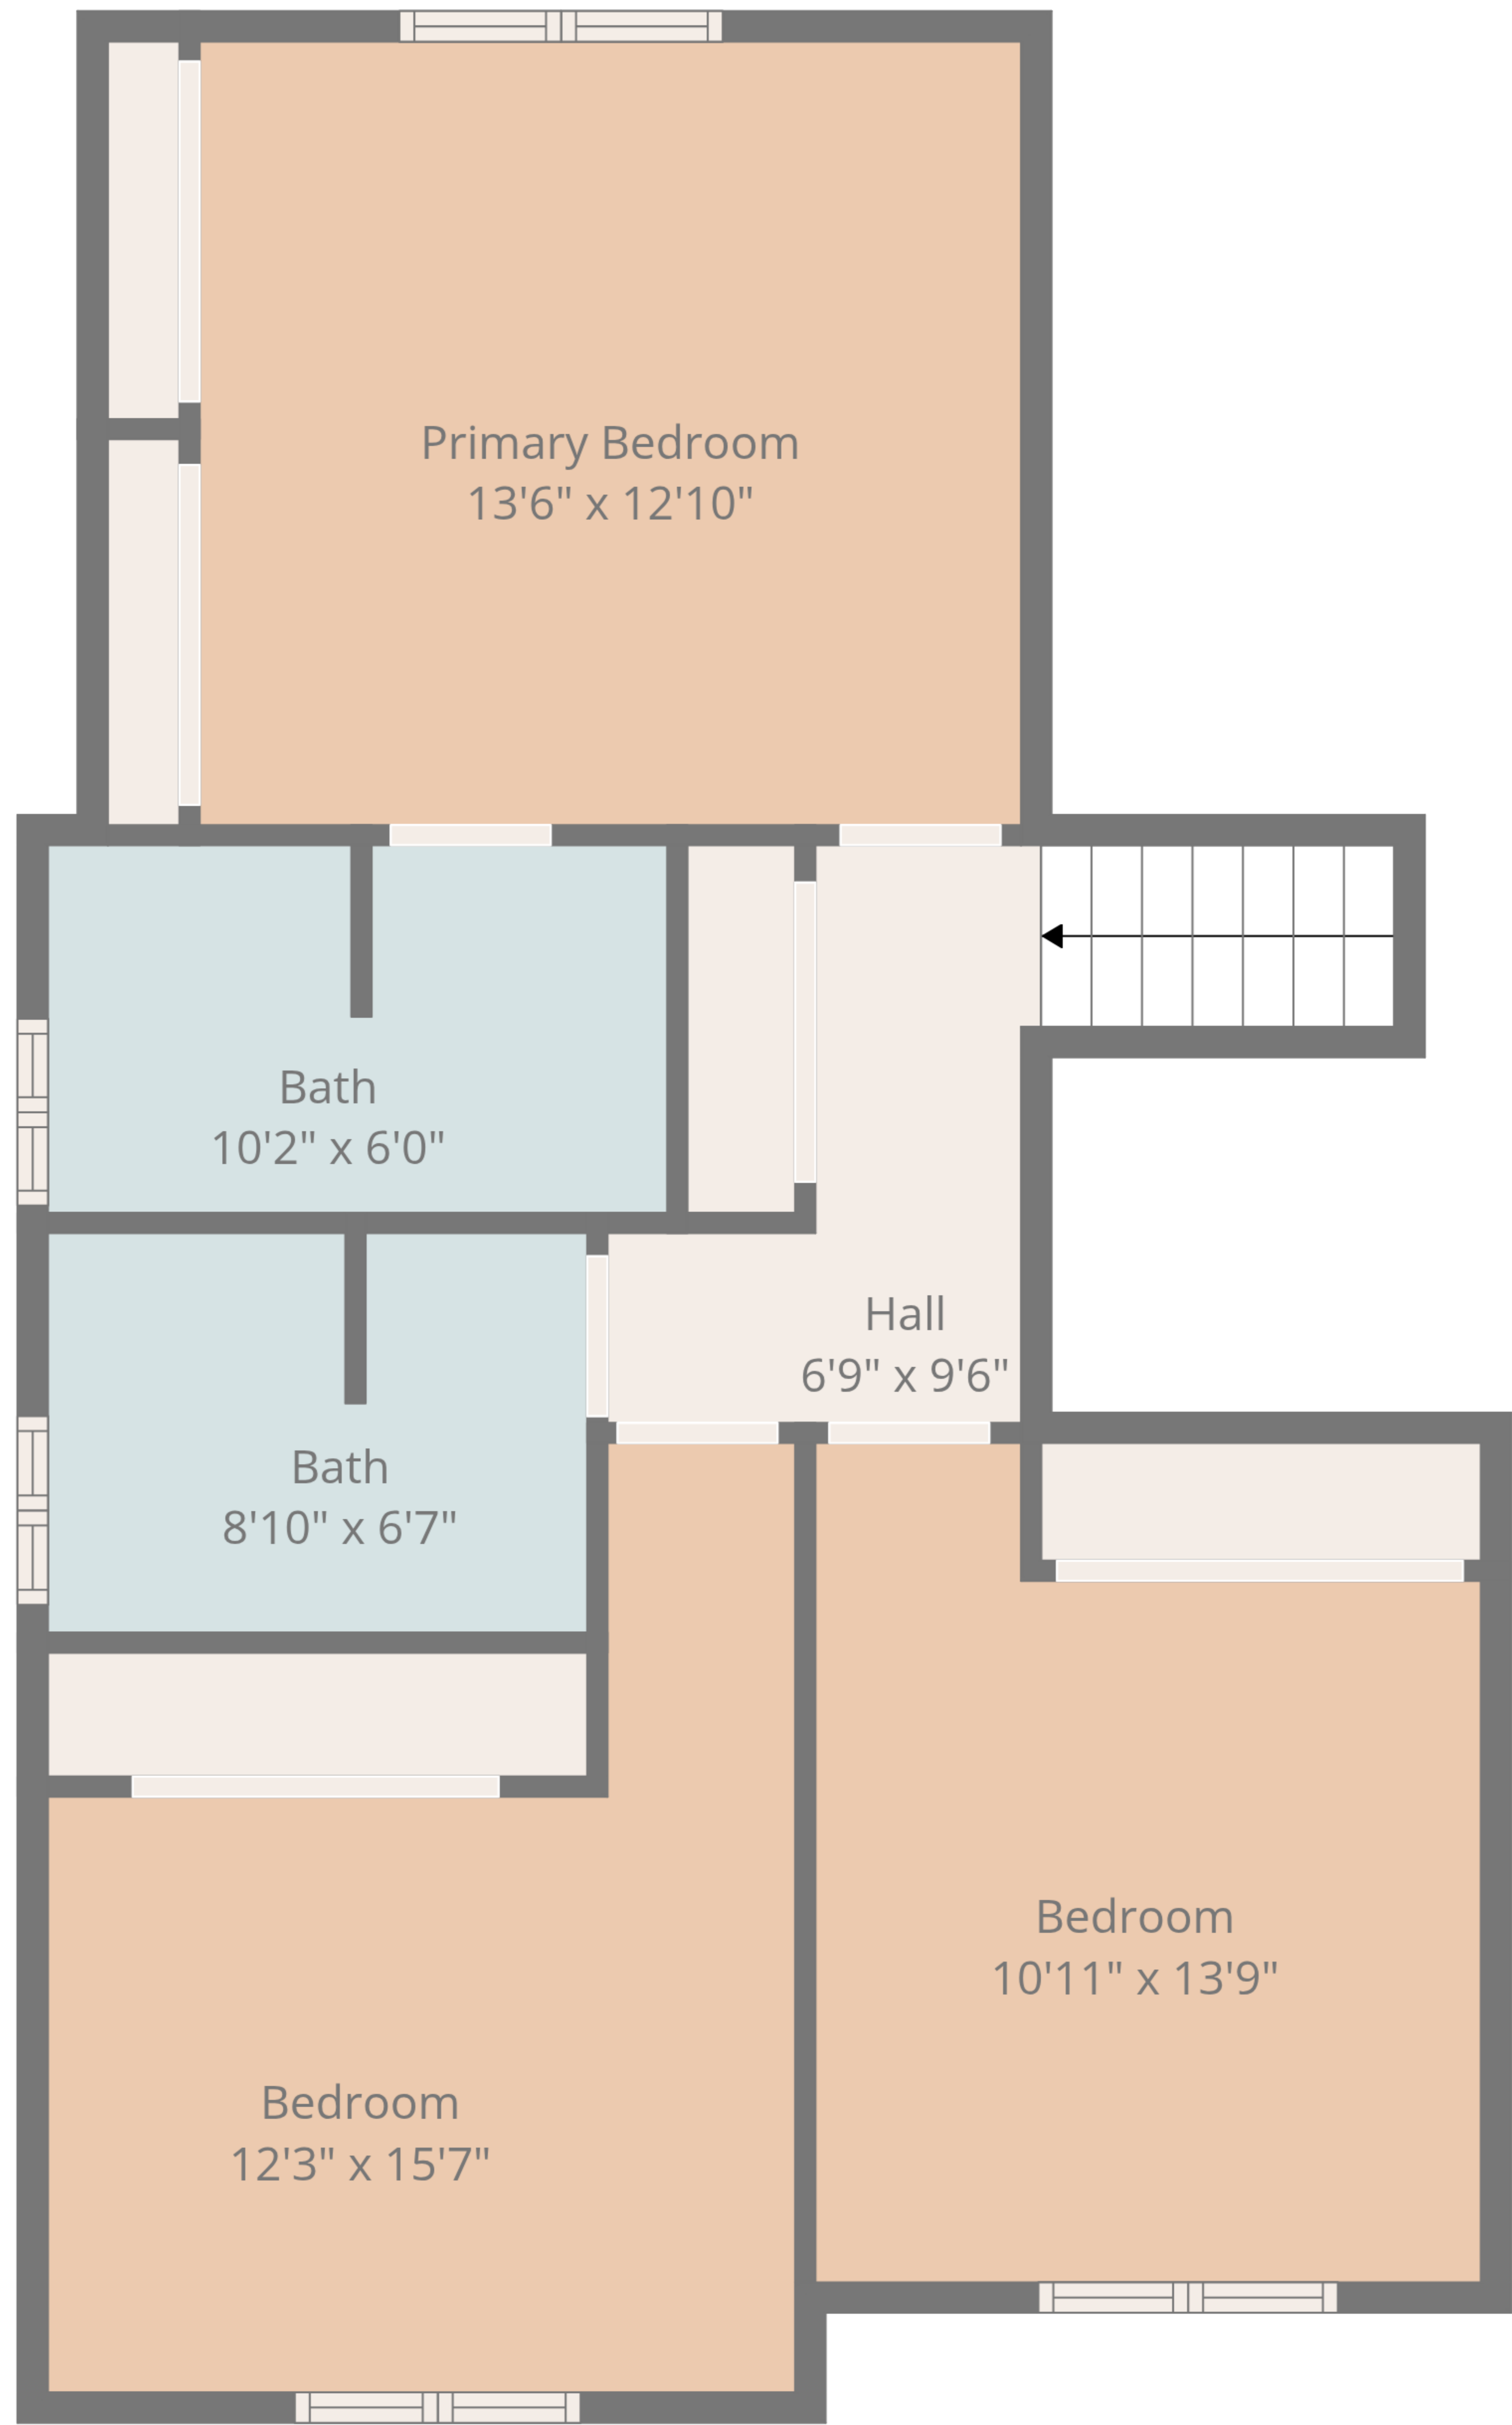 Primary Bedroom
13'6" x 12'10"
Bath
10'2" x 6'0"
Hall
6'9" x 9'6"
Bath
8'10" x 6'7"
Bedroom
10'11" x 13'9"
Bedroom
12'3" x 15'7"